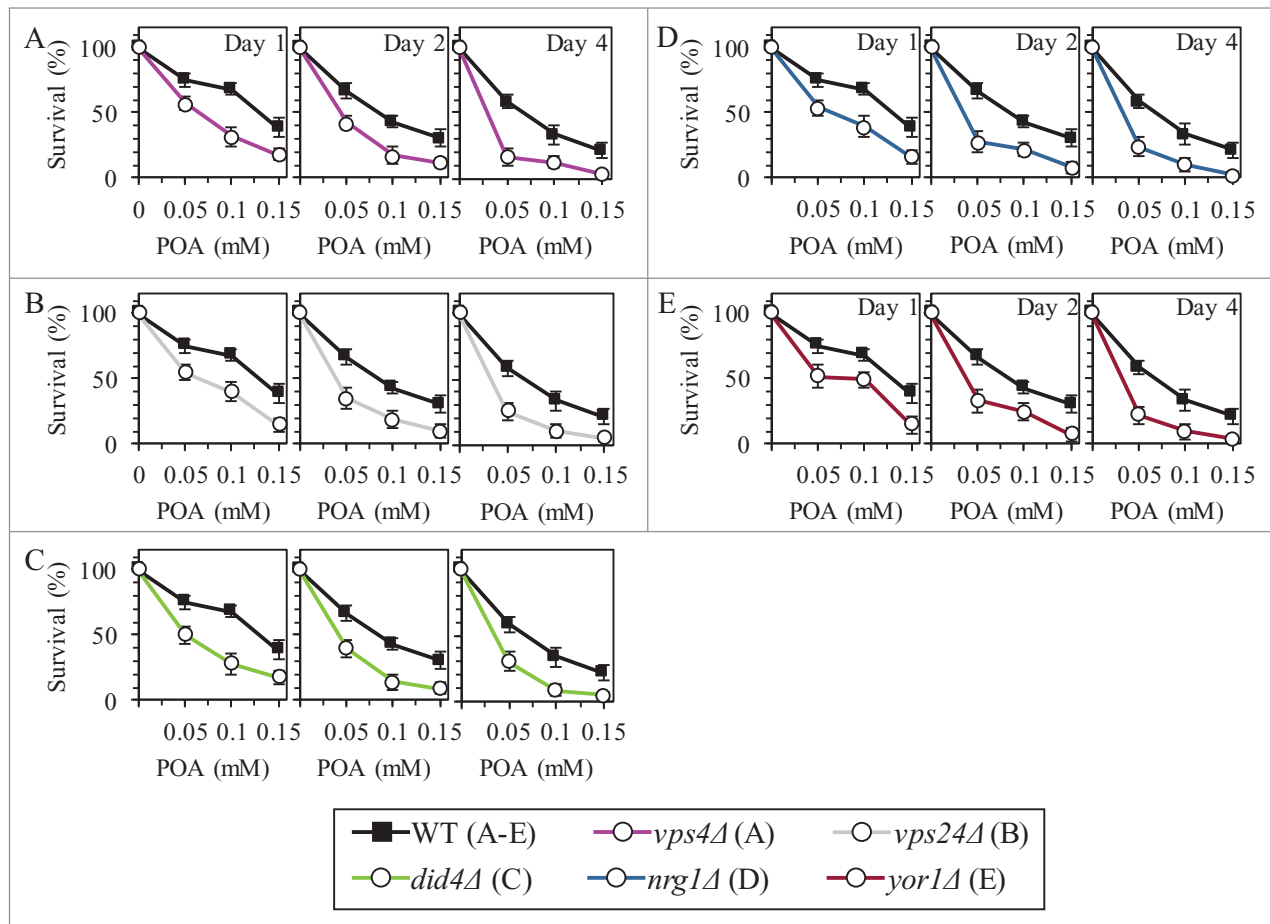 A
Survival (%)
100
50
0
Day 1
Day 2
Day 4
0 0.05 0.1 0.15
0.05 0.1 0.15
0.05 0.1 0.15
POA (mM)
POA (mM)
POA (mM)
D
Survival (%)
100
50
0
Day 1
Day 2
Day 4
0.05 0.1 0.15
0.05 0.1 0.15
0.05 0.1 0.15
POA (mM)
POA (mM)
POA (mM)
B
Survival (%)
100
50
0
0 0.05 0.1 0.15
0.05 0.1 0.15
0.05 0.1 0.15
POA (mM)
POA (mM)
POA (mM)
E
Survival (%)
100
50
0
Day 1
Day 2
Day 4
0.05 0.1 0.15
0.05 0.1 0.15
0.05 0.1 0.15
POA (mM)
POA (mM)
POA (mM)
C
Survival (%)
100
50
0
0.05 0.1 0.15
0.05 0.1 0.15
0.05 0.1 0.15
POA (mM)
POA (mM)
POA (mM)
WT (A-E) vps4Δ (A) vps24Δ (B)
did4Δ (C) nrg1Δ (D) yor1Δ (E)